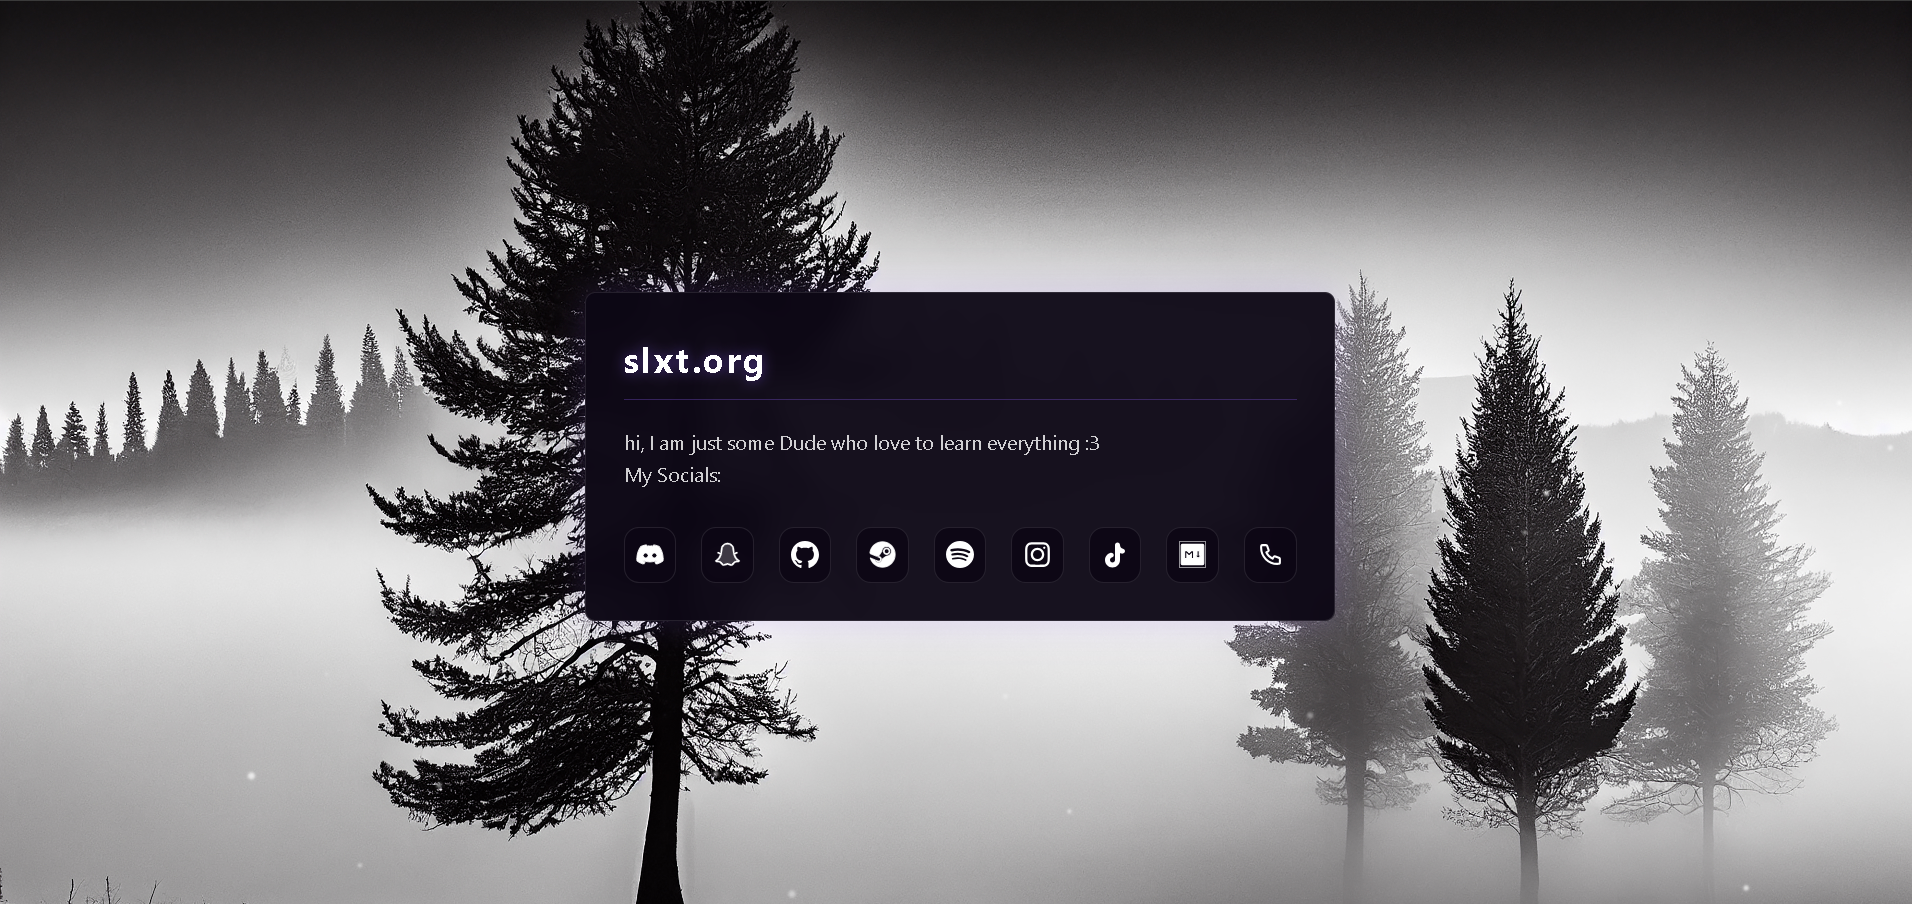 slxt.org
hi, I am just some Dude who love to learn everything :3
My Socials:
M↓